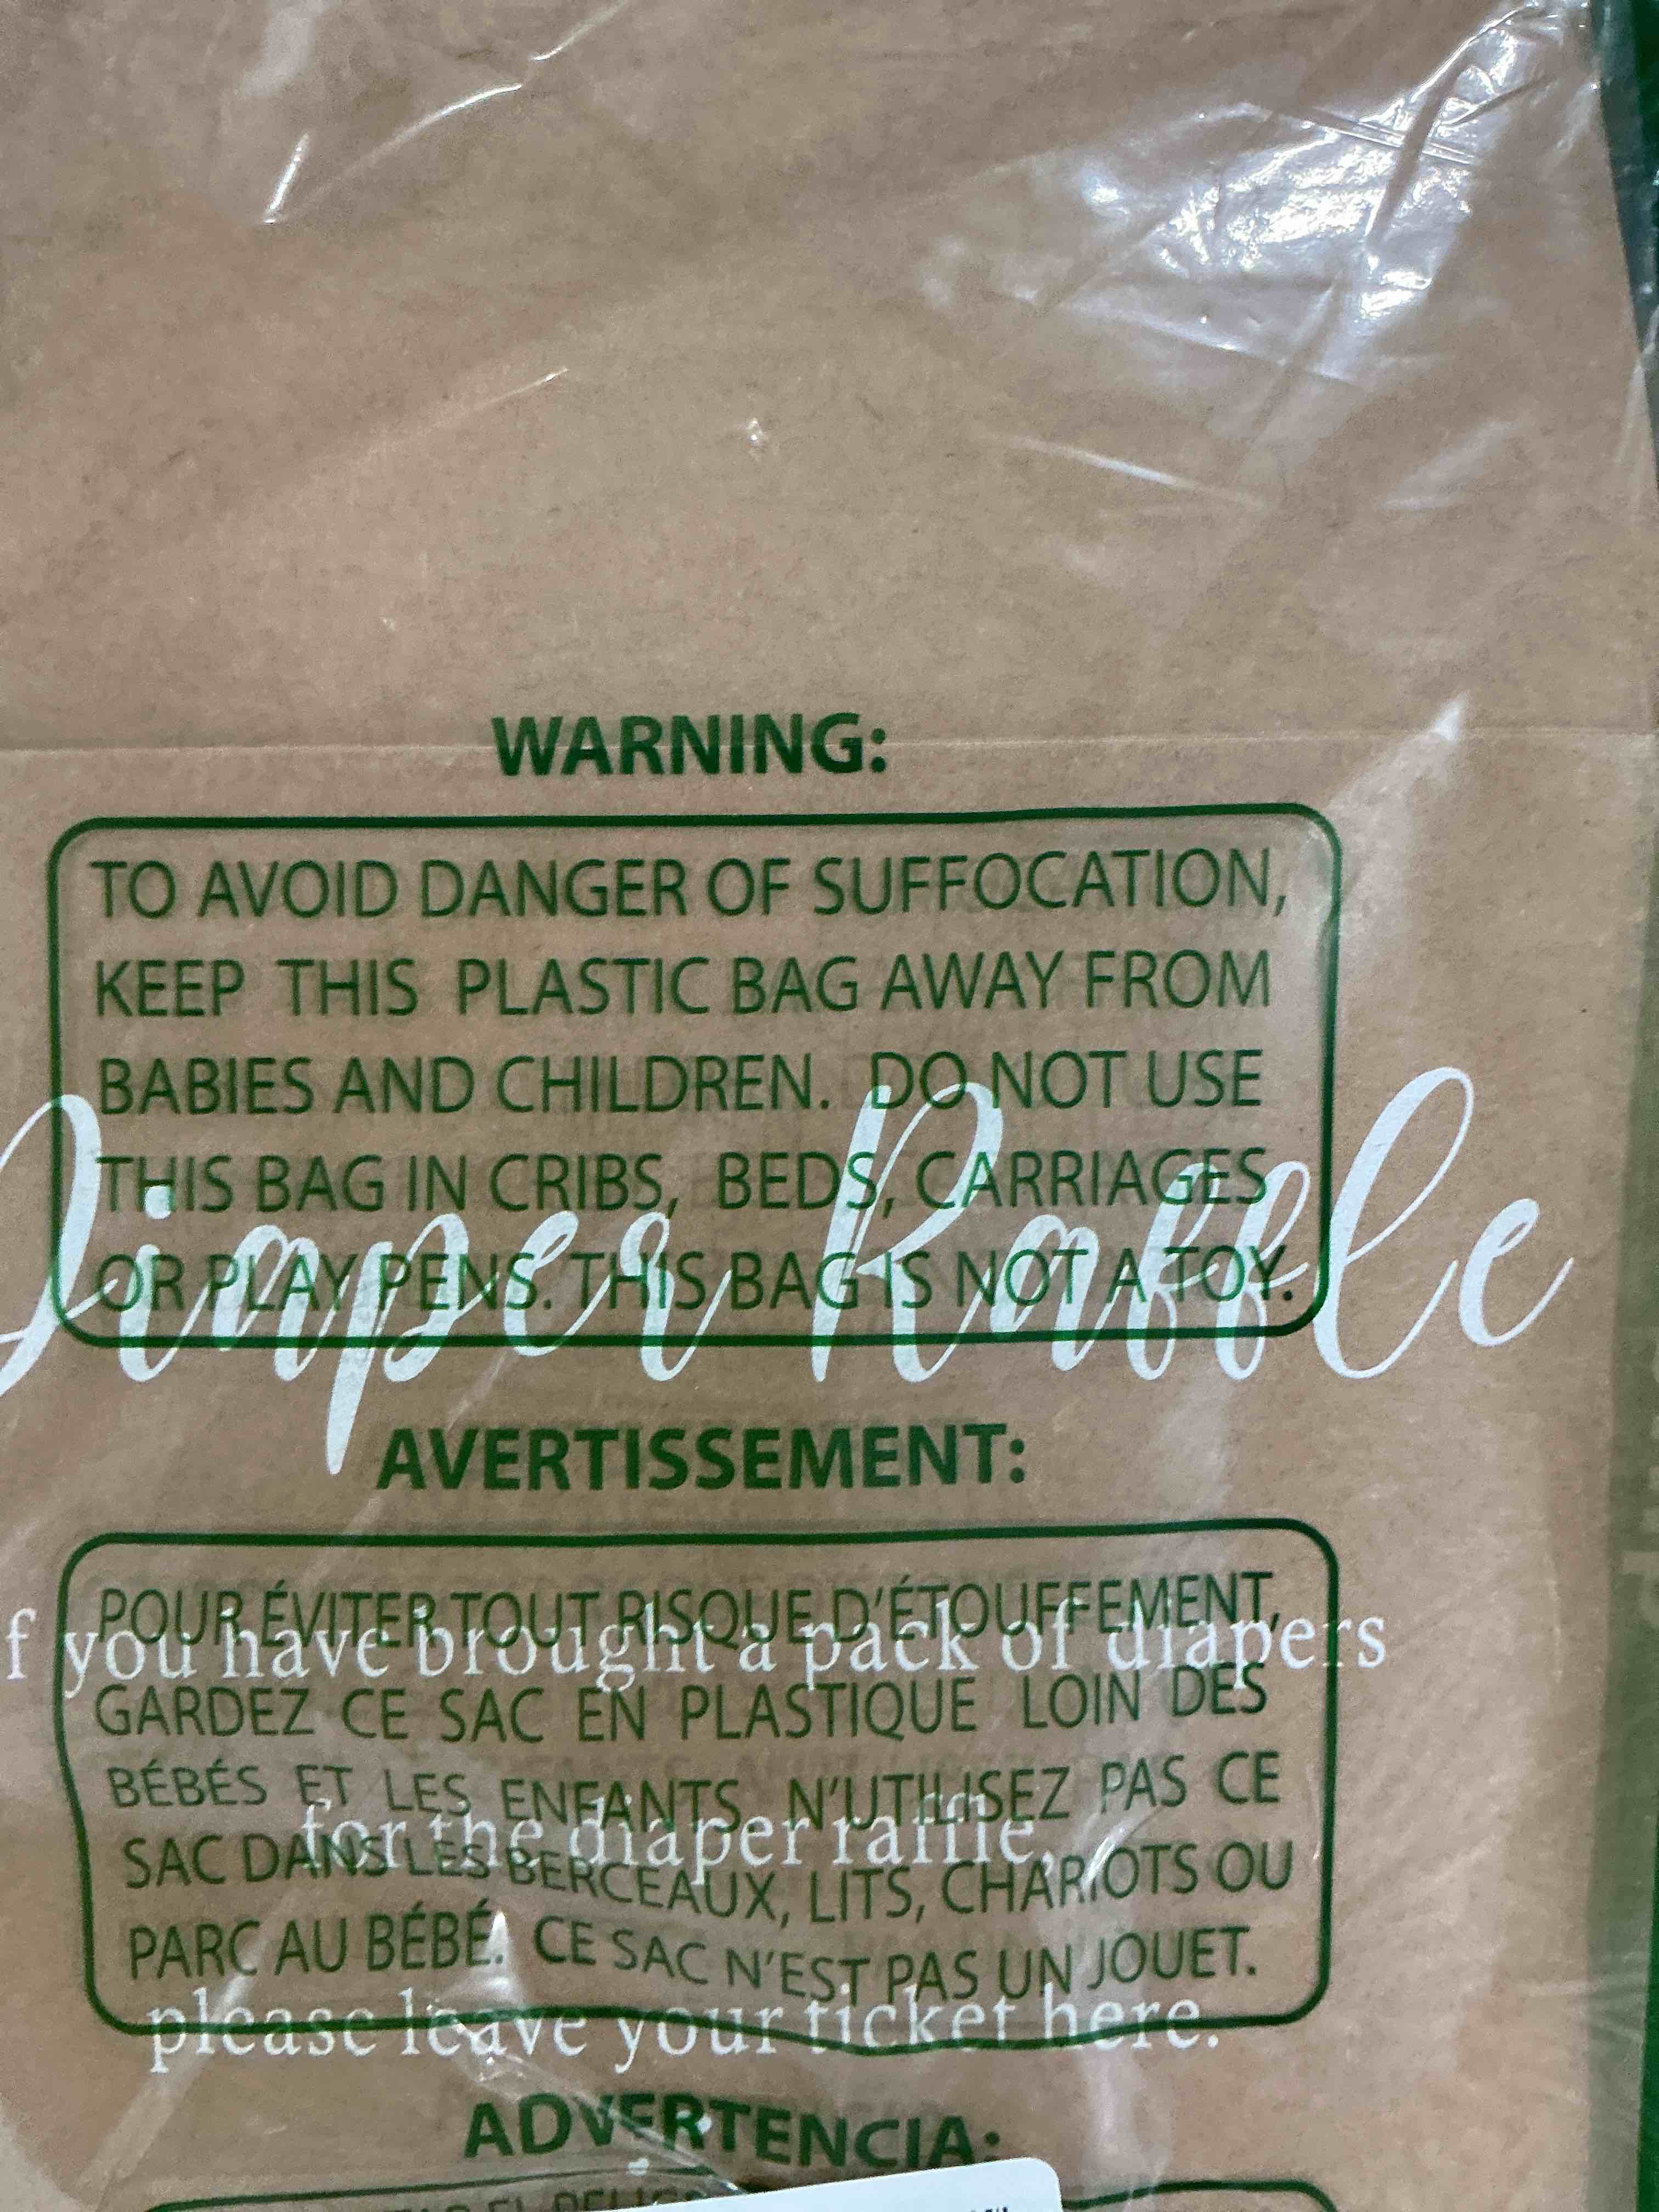 WARNING:
TO AVOID DANGER OF SUFFOCATION,
KEEP THIS PLASTIC BAG AWAY FROM
BABIES AND CHILDREN. DO NOT USE
THIS BAG IN CRIBS, BEDS, CARRIAGES
OR PLAY PENS. THIS BAG IS NOT A TOY.
Diaper Raffle
AVERTISSEMENT:
POUR ÉVITER TOUT RISQUE D'ÉTOUFFEMENT,
GARDEZ CE SAC EN PLASTIQUE LOIN DES
BÉBÉS ET LES ENFANTS. N'UTILISEZ PAS CE
SAC DANS LES BERCEAUX, LITS, CHARIOTS OU
PARC AU BÉBÉ. CE SAC N'EST PAS UN JOUET.
f you have brought a pack of diapers
for the diaper raffle,
please leave your ticket here.
ADVERTENCIA:
EL